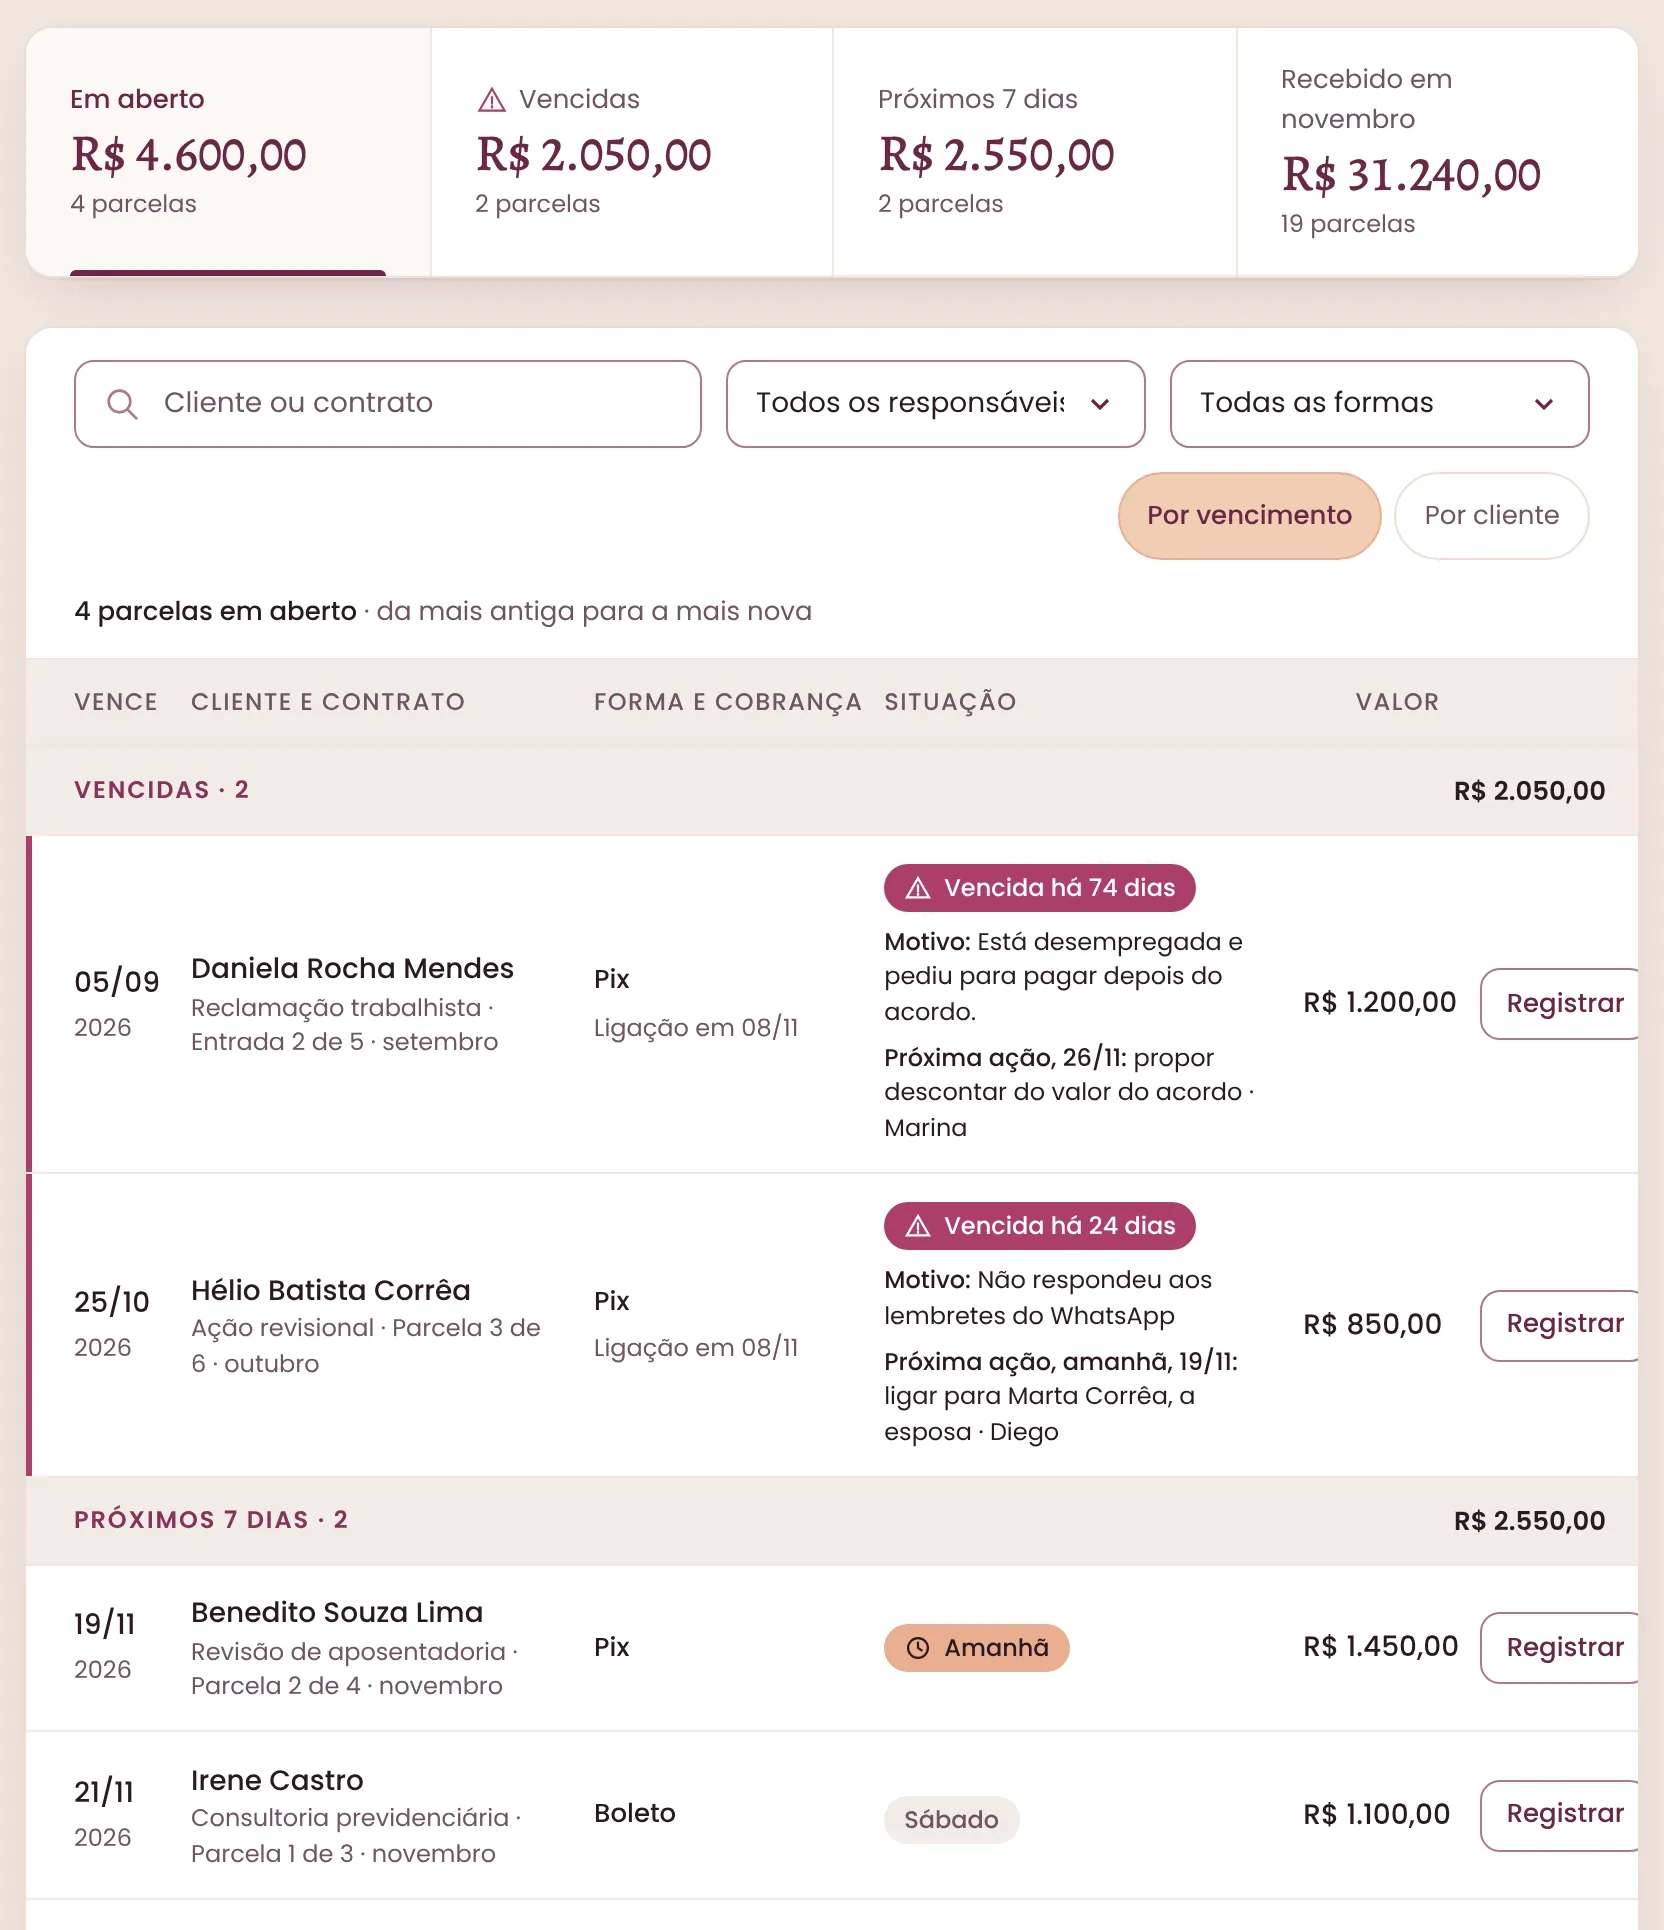 Em aberto
R$ 4.600,00
4 parcelas
Vencidas
R$ 2.050,00
2 parcelas
Próximos 7 dias
R$ 2.550,00
2 parcelas
Recebido em
novembro
R$ 31.240,00
19 parcelas
Cliente ou contrato
Todos os responsáveis
Todas as formas
Por vencimento
Por cliente
4 parcelas em aberto · da mais antiga para a mais nova
VENCE CLIENTE E CONTRATO FORMA E COBRANÇA SITUAÇÃO VALOR
VENCIDAS · 2 R$ 2.050,00
05/09
2026
Daniela Rocha Mendes
Reclamação trabalhista ·
Entrada 2 de 5 · setembro
Pix
Ligação em 08/11
Vencida há 74 dias
Motivo: Está desempregada e
pediu para pagar depois do
acordo.
Próxima ação, 26/11: propor
descontar do valor do acordo ·
Marina
R$ 1.200,00
Registrar
25/10
2026
Hélio Batista Corrêa
Ação revisional · Parcela 3 de
6 · outubro
Pix
Ligação em 08/11
Vencida há 24 dias
Motivo: Não respondeu aos
lembretes do WhatsApp
Próxima ação, amanhã, 19/11:
ligar para Marta Corrêa, a
esposa · Diego
R$ 850,00
Registrar
PRÓXIMOS 7 DIAS · 2 R$ 2.550,00
19/11
2026
Benedito Souza Lima
Revisão de aposentadoria ·
Parcela 2 de 4 · novembro
Pix
Amanhã
R$ 1.450,00
Registrar
21/11
2026
Irene Castro
Consultoria previdenciária ·
Parcela 1 de 3 · novembro
Boleto
Sábado
R$ 1.100,00
Registrar